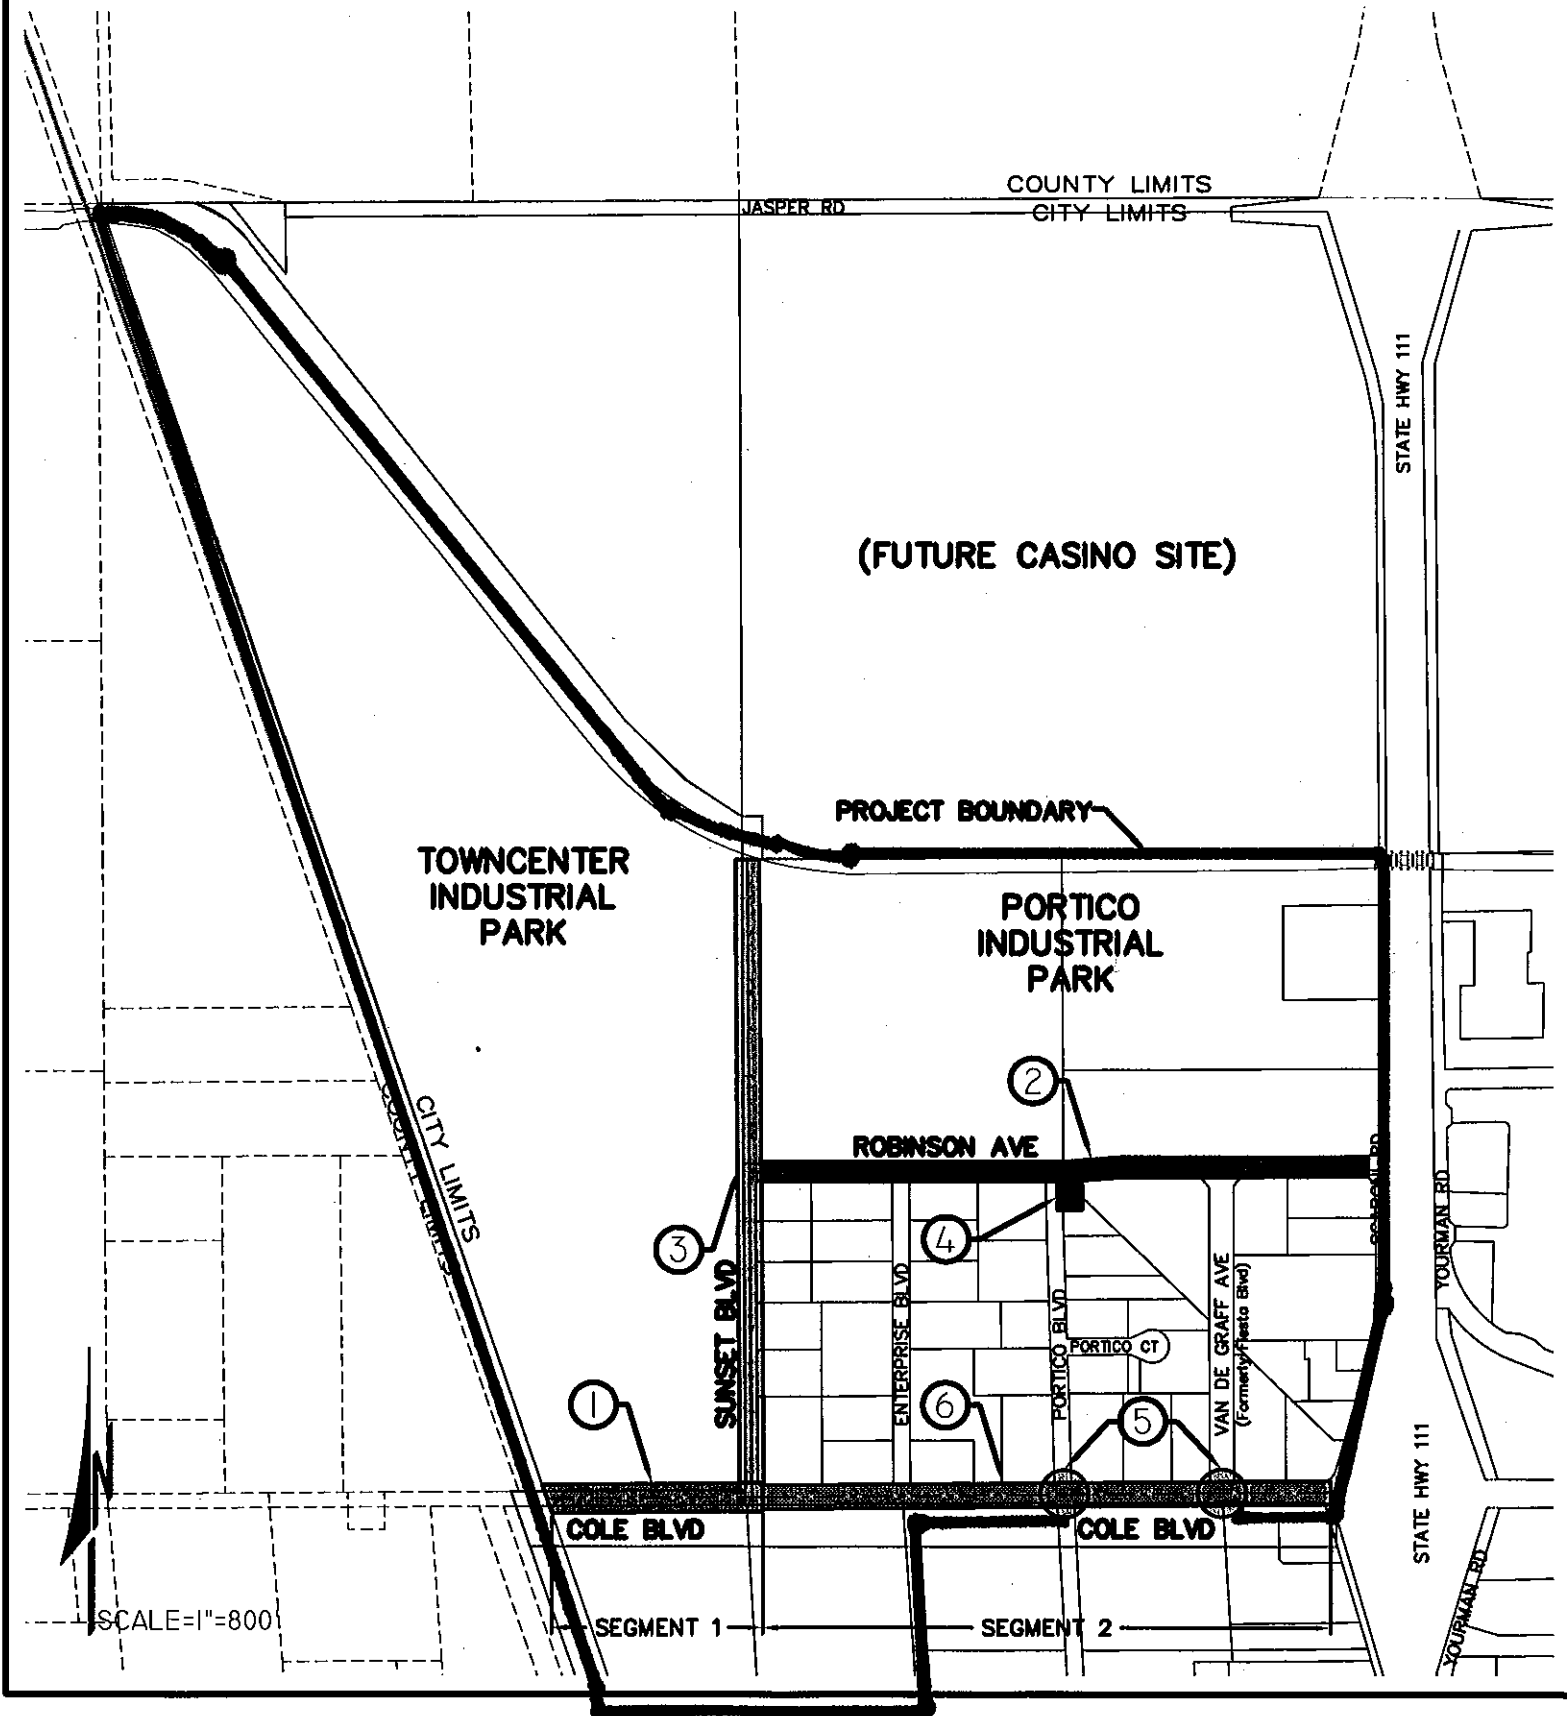 COUNTY LIMITS
JASPER RD
CITY LIMITS
STATE HWY 111
(FUTURE CASINO SITE)
PROJECT BOUNDARY
TOWNCENTER
INDUSTRIAL
PARK
PORTICO
INDUSTRIAL
PARK
2
CITY LIMITS
COUNTY LIMITS
ROBINSON AVE
YOURMAN RD
3
4
SUNSET BLVD
ENTERPRISE BLVD
PORTICO BLVD
PORTICO CT
VAN DE GRAFF AVE
(Formerly Fiesta Blvd)
1
6
5
N
STATE HWY 111
COLE BLVD
COLE BLVD
YOURMAN RD
SCALE=1"=800'
SEGMENT 1
SEGMENT 2